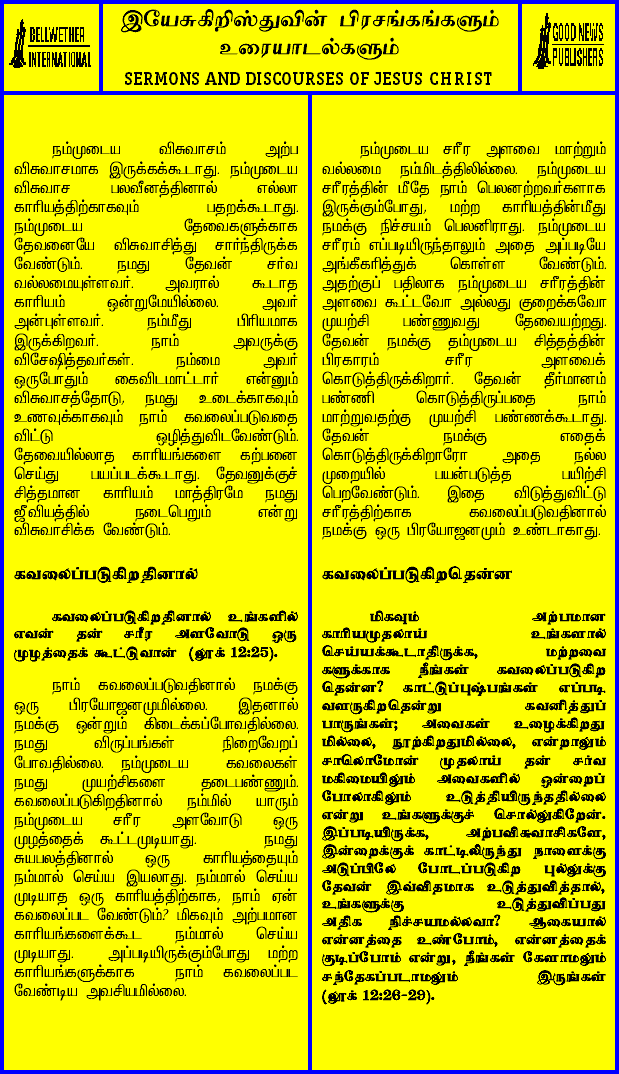 BELLWETHER
INTERNATIONAL
இயேசுகிறிஸ்துவின் பிரசங்கங்களும்
உரையாடல்களும்
SERMONS AND DISCOURSES OF JESUS CHRIST
GOOD NEWS
PUBLISHERS
நம்முடைய விசுவாசம் அற்ப
விசுவாசமாக இருக்கக்கூடாது. நம்முடைய
விசுவாச பலவீனத்தினால் எல்லா
காரியத்திற்காகவும் பதறக்கூடாது.
நம்முடைய தேவைகளுக்காக
தேவனையே விசுவாசித்து சார்ந்திருக்க
வேண்டும். நமது தேவன் சர்வ
வல்லமையுள்ளவர். அவரால் கூடாத
காரியம் ஒன்றுமேயில்லை. அவர்
அன்புள்ளவர். நம்மீது பிரியமாக
இருக்கிறவர். நாம் அவருக்கு
விசேஷித்தவர்கள். நம்மை அவர்
ஒருபோதும் கைவிடமாட்டார் என்னும்
விசுவாசத்தோடு, நமது உடைக்காகவும்
உணவுக்காகவும் நாம் கவலைப்படுவதை
விட்டு ஒழித்துவிடவேண்டும்.
தேவையில்லாத காரியங்களை கற்பனை
செய்து பயப்படக்கூடாது. தேவனுக்குச்
சித்தமான காரியம் மாத்திரமே நமது
ஜீவியத்தில் நடைபெறும் என்று
விசுவாசிக்க வேண்டும்.
கவலைப்படுகிறதினால்
கவலைப்படுகிறதினால் உங்களில்
எவன் தன் சரீர அளவோடு ஒரு
முழத்தைக் கூட்டுவான் (லூக் 12:25).
நாம் கவலைப்படுவதினால் நமக்கு
ஒரு பிரயோஜனமுமில்லை. இதனால்
நமக்கு ஒன்றும் கிடைக்கப்போவதில்லை.
நமது விருப்பங்கள் நிறைவேறப்
போவதில்லை. நம்முடைய கவலைகள்
நமது முயற்சிகளை தடைபண்ணும்.
கவலைப்படுகிறதினால் நம்மில் யாரும்
நம்முடைய சரீர அளவோடு ஒரு
முழத்தைக் கூட்டமுடியாது. நமது
சுயபலத்தினால் ஒரு காரியத்தையும்
நம்மால் செய்ய இயலாது. நம்மால் செய்ய
முடியாத ஒரு காரியத்திற்காக, நாம் ஏன்
கவலைப்பட வேண்டும்? மிகவும் அற்பமான
காரியங்களைக்கூட நம்மால் செய்ய
முடியாது. அப்படியிருக்கும்போது மற்ற
காரியங்களுக்காக நாம் கவலைப்பட
வேண்டிய அவசியமில்லை.
நம்முடைய சரீர அளவை மாற்றும்
வல்லமை நம்மிடத்திலில்லை. நம்முடைய
சரீரத்தின் மீதே நாம் பெலனற்றவர்களாக
இருக்கும்போது, மற்ற காரியத்தின்மீது
நமக்கு நிச்சயம் பெலனிராது. நம்முடைய
சரீரம் எப்படியிருந்தாலும் அதை அப்படியே
அங்கீகரித்துக் கொள்ள வேண்டும்.
அதற்குப் பதிலாக நம்முடைய சரீரத்தின்
அளவை கூட்டவோ அல்லது குறைக்கவோ
முயற்சி பண்ணுவது தேவையற்றது.
தேவன் நமக்கு தம்முடைய சித்தத்தின்
பிரகாரம் சரீர அளவைக்
கொடுத்திருக்கிறார். தேவன் தீர்மானம்
பண்ணி கொடுத்திருப்பதை நாம்
மாற்றுவதற்கு முயற்சி பண்ணக்கூடாது.
தேவன் நமக்கு எதைக்
கொடுத்திருக்கிறாரோ அதை நல்ல
முறையில் பயன்படுத்த பயிற்சி
பெறவேண்டும். இதை விடுத்துவிட்டு
சரீரத்திற்காக கவலைப்படுவதினால்
நமக்கு ஒரு பிரயோஜனமும் உண்டாகாது.
கவலைப்படுகிறதென்ன
மிகவும் அற்பமான
காரியமுதலாய் உங்களால்
செய்யக்கூடாதிருக்க, மற்றவை
களுக்காக நீங்கள் கவலைப்படுகிற
தென்ன? காட்டுப்புஷ்பங்கள் எப்படி
வளருகிறதென்று கவனித்துப்
பாருங்கள்; அவைகள் உழைக்கிறது
மில்லை, நூற்கிறதுமில்லை, என்றாலும்
சாலொமோன் முதலாய் தன் சர்வ
மகிமையிலும் அவைகளில் ஒன்றைப்
போலாகிலும் உடுத்தியிருந்ததில்லை
என்று உங்களுக்குச் சொல்லுகிறேன்.
இப்படியிருக்க, அற்பவிசுவாசிகளே,
இன்றைக்குக் காட்டிலிருந்து நாளைக்கு
அடுப்பிலே போடப்படுகிற புல்லுக்கு
தேவன் இவ்விதமாக உடுத்துவித்தால்,
உங்களுக்கு உடுத்துவிப்பது
அதிக நிச்சயமல்லவா? ஆகையால்
என்னத்தை உண்போம், என்னத்தைக்
குடிப்போம் என்று, நீங்கள் கேளாமலும்
சந்தேகப்படாமலும் இருங்கள்
(லூக் 12:26-29).